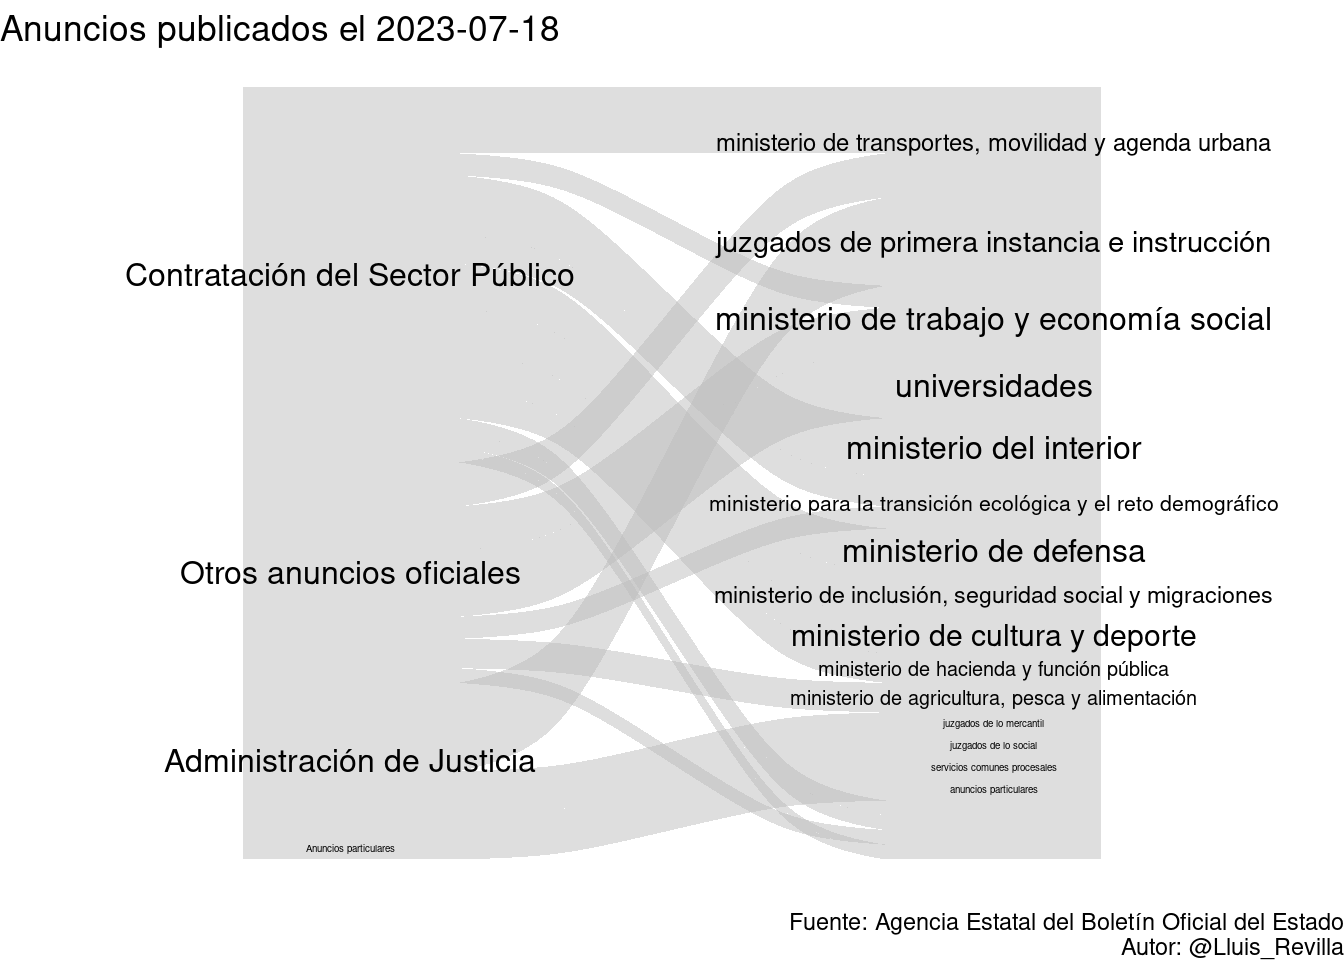 Anuncios publicados el 2023-07-18
ministerio de transportes, movilidad y agenda urbana
juzgados de primera instancia e instrucción
Contratación del Sector Público
ministerio de trabajo y economía social
universidades
ministerio del interior
ministerio para la transición ecológica y el reto demográfico
ministerio de defensa
Otros anuncios oficiales
ministerio de inclusión, seguridad social y migraciones
ministerio de cultura y deporte
ministerio de hacienda y función pública
ministerio de agricultura, pesca y alimentación
juzgados de lo mercantil
juzgados de lo social
Administración de Justicia
servicios comunes procesales
anuncios particulares
Anuncios particulares
Fuente: Agencia Estatal del Boletín Oficial del Estado
Autor: @Lluis_Revilla